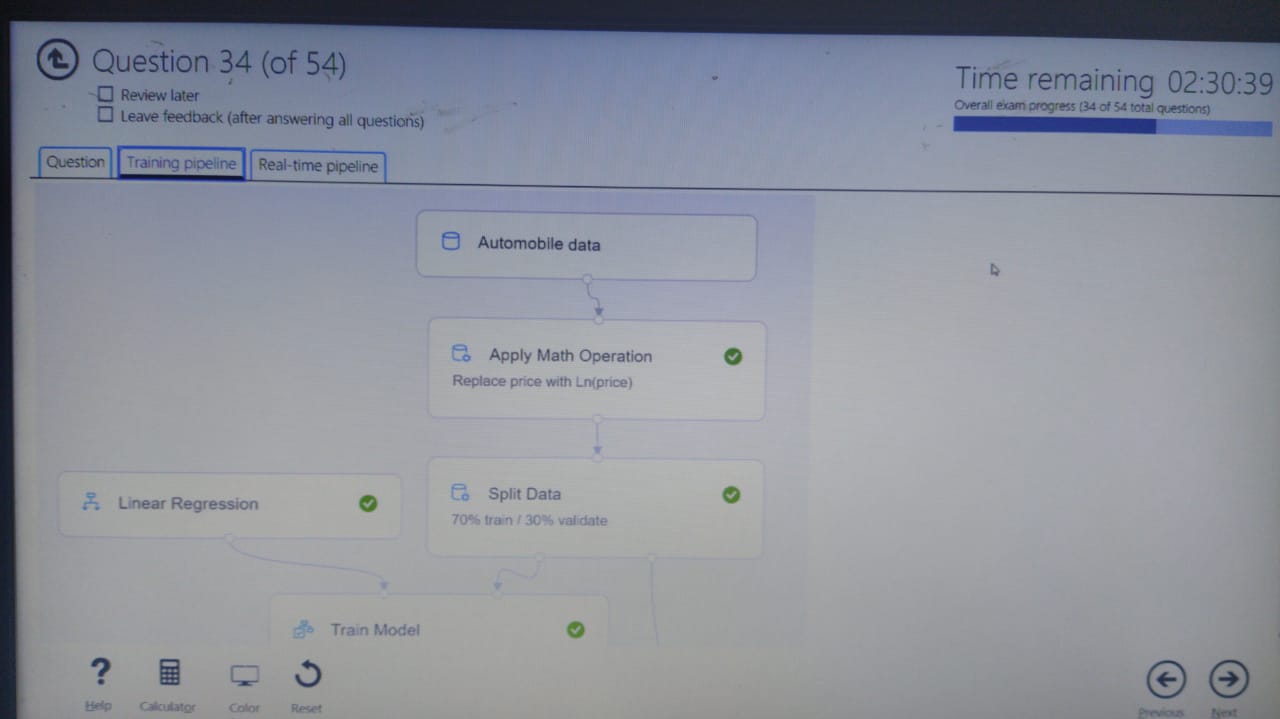 Question 34 (of 54)
Review later
Leave feedback (after answering all questions)
Time remaining 02:30:39
Overall exam progress (34 of 54 total questions)
Question
Training pipeline
Real-time pipeline
Automobile data
Apply Math Operation
Replace price with Ln(price)
Linear Regression
Split Data
70% train / 30% validate
Train Model
?
Help
Calculator
Color
Reset
Previous
Next